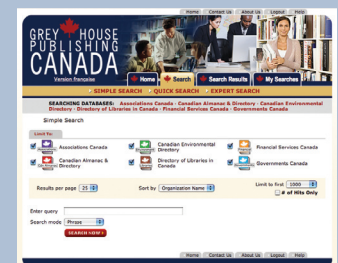 Home Contact Us About Us Logout Help
GREY HOUSE
PUBLISHING
CANADA
Version française
Home Search Search Results My Searches
SIMPLE SEARCH · QUICK SEARCH · EXPERT SEARCH
SEARCHING DATABASES: Associations Canada · Canadian Almanac & Directory · Canadian Environmental
Directory · Directory of Libraries in Canada · Financial Services Canada · Governments Canada
Simple Search
Limit To:
Associations Canada
Canadian Environmental
Directory
Financial Services Canada
Canadian Almanac &
Directory
Directory of Libraries in
Canada
Governments Canada
Results per page 25
Sort by Organization Name
Limit to first 1000
# of Hits Only
Enter query
Search mode Phrase
SEARCH NOW!
Home Contact Us About Us Logout Help